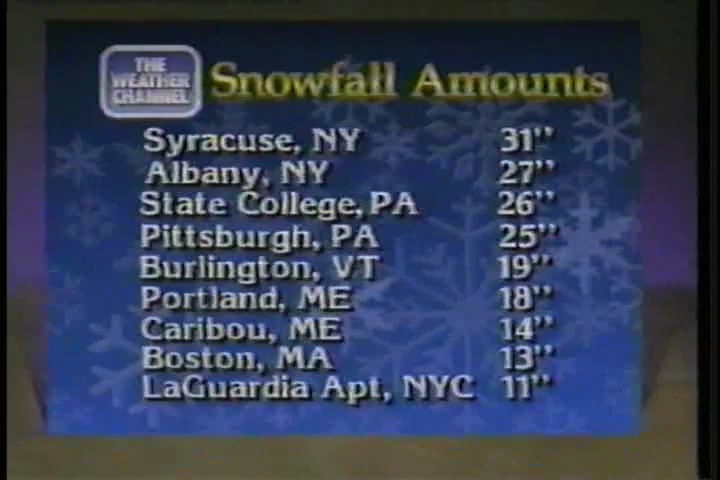 THE
WEATHER
CHANNEL
Snowfall Amounts
Syracuse, NY 31"
Albany, NY 27"
State College, PA 26"
Pittsburgh, PA 25"
Burlington, VT 19"
Portland, ME 18"
Caribou, ME 14"
Boston, MA 13"
LaGuardia Apt, NYC 11"